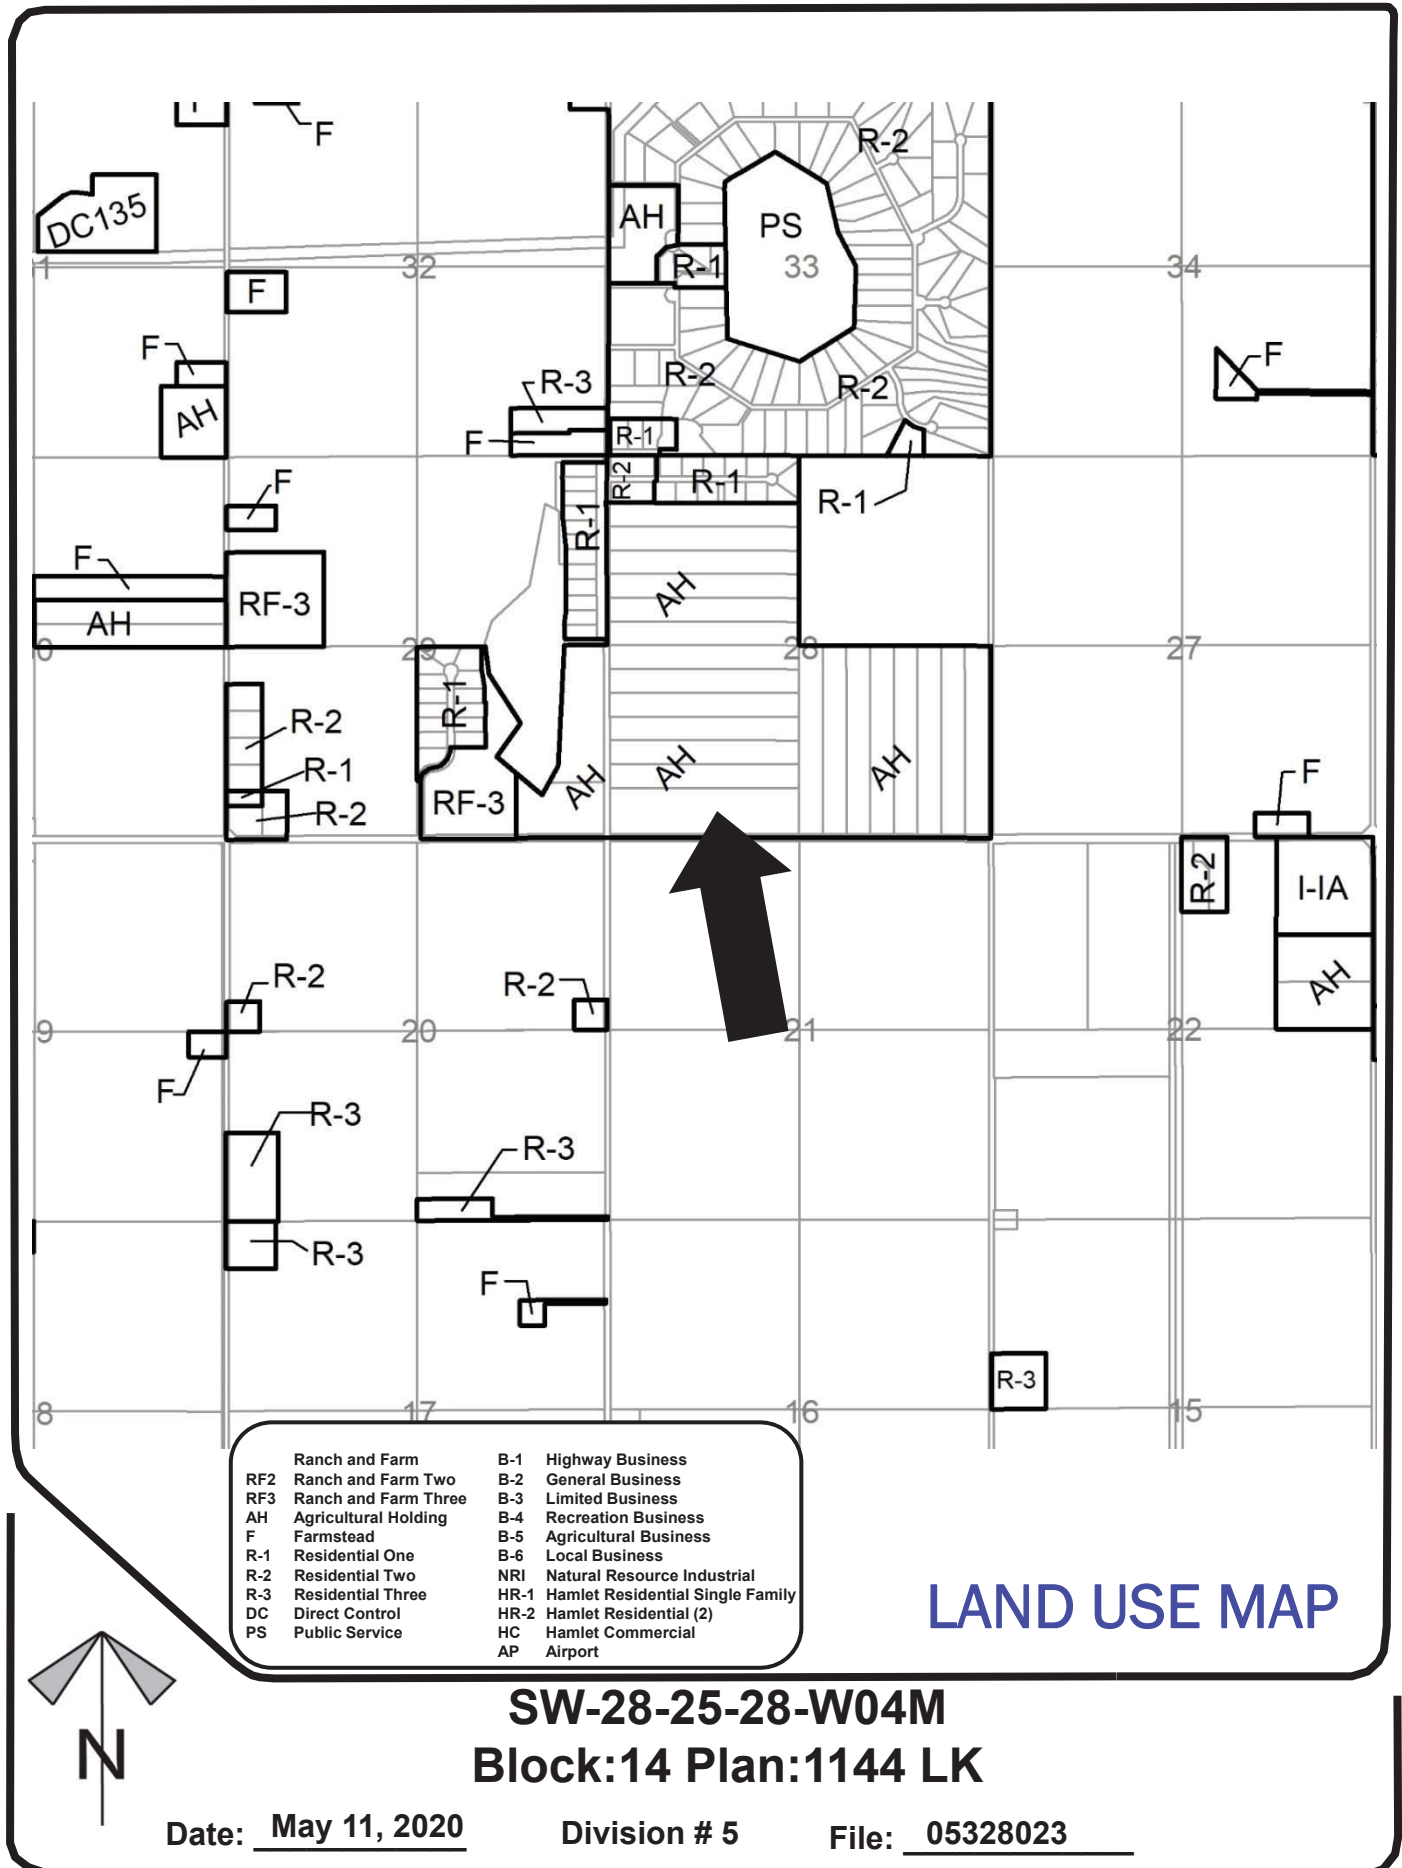 F
R-2
DC135
AH
PS
R-1
1
32
33
34
F
F
F
AH
R-3
R-2
R-2
F
F
R-1
R-1
R-2
R-1
F
R-1
F
RF-3
AH
AH
0
29
28
27
R-1
R-2
R-1
R-2
RF-3
AH
AH
AH
F
R-2
I-IA
AH
R-2
R-2
9
20
21
22
F
R-3
R-3
R-3
F
R-3
8
17
16
15
Ranch and Farm
RF2 Ranch and Farm Two
RF3 Ranch and Farm Three
AH Agricultural Holding
F Farmstead
R-1 Residential One
R-2 Residential Two
R-3 Residential Three
DC Direct Control
PS Public Service
B-1 Highway Business
B-2 General Business
B-3 Limited Business
B-4 Recreation Business
B-5 Agricultural Business
B-6 Local Business
NRI Natural Resource Industrial
HR-1 Hamlet Residential Single Family
HR-2 Hamlet Residential (2)
HC Hamlet Commercial
AP Airport
LAND USE MAP
N
SW-28-25-28-W04M
Block:14 Plan:1144 LK
Date: May 11, 2020 Division # 5 File: 05328023